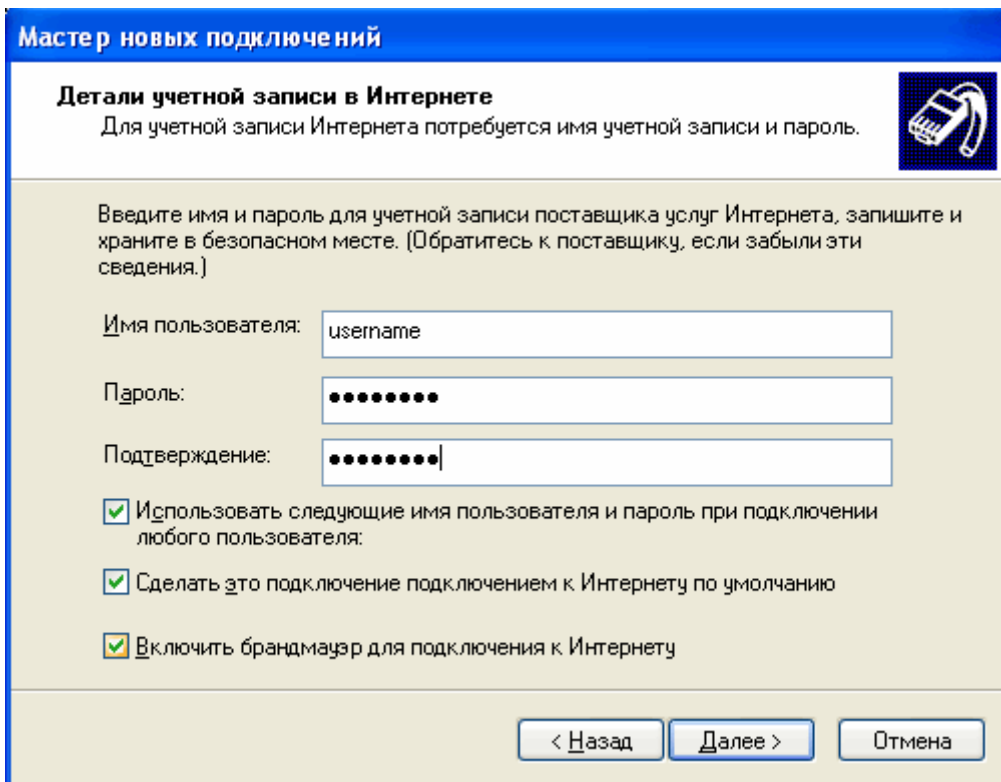 Мастер новых подключений
Детали учетной записи в Интернете
Для учетной записи Интернета потребуется имя учетной записи и пароль.
Введите имя и пароль для учетной записи поставщика услуг Интернета, запишите и
храните в безопасном месте. (Обратитесь к поставщику, если забыли эти
сведения.)
Имя пользователя: username
Пароль: ••••••••
Подтверждение: ••••••••
Использовать следующие имя пользователя и пароль при подключении
любого пользователя:
Сделать это подключение подключением к Интернету по умолчанию
Включить брандмауэр для подключения к Интернету
< Назад Далее > Отмена